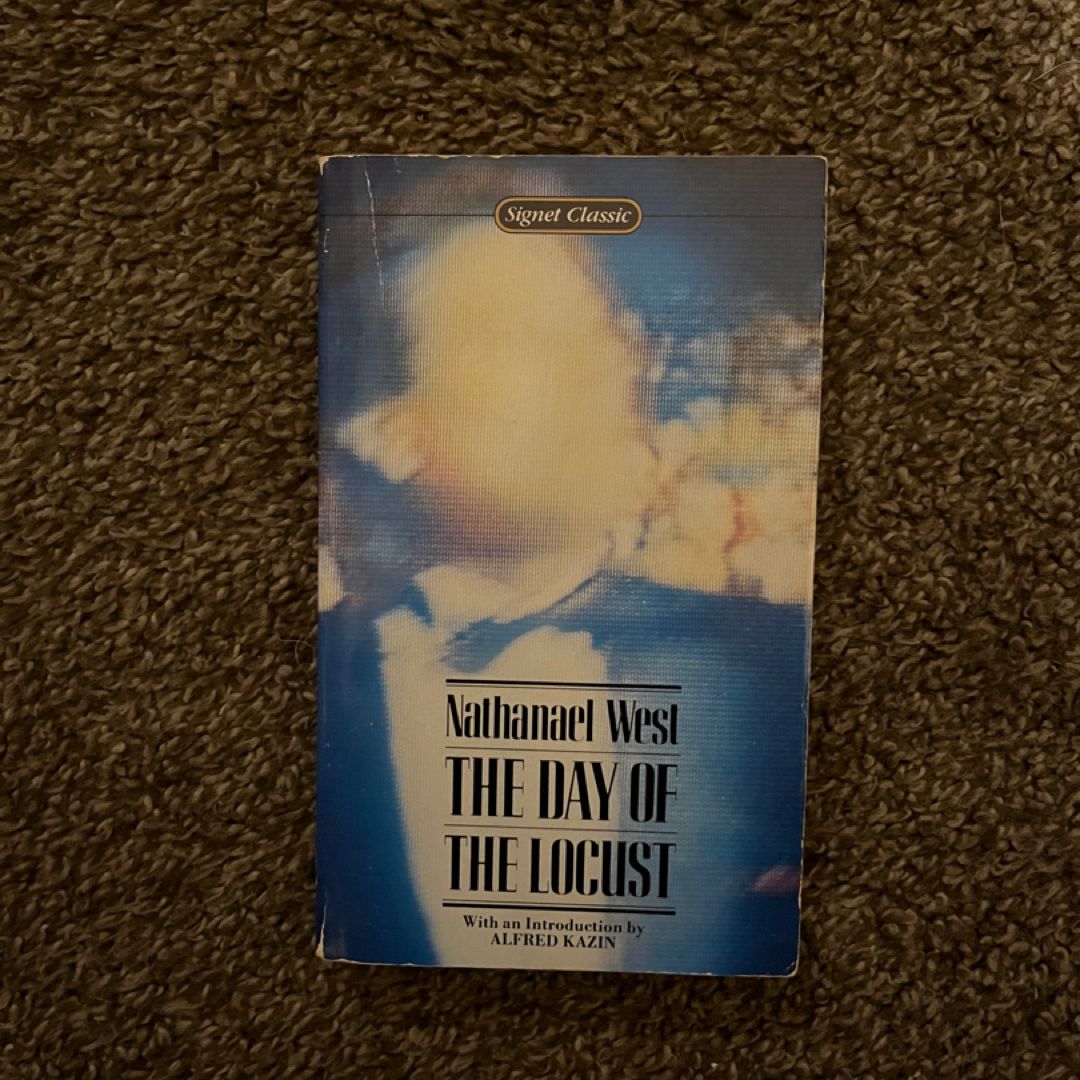 Signet Classic
Nathanael West
THE DAY OF
THE LOCUST
With an Introduction by
ALFRED KAZIN